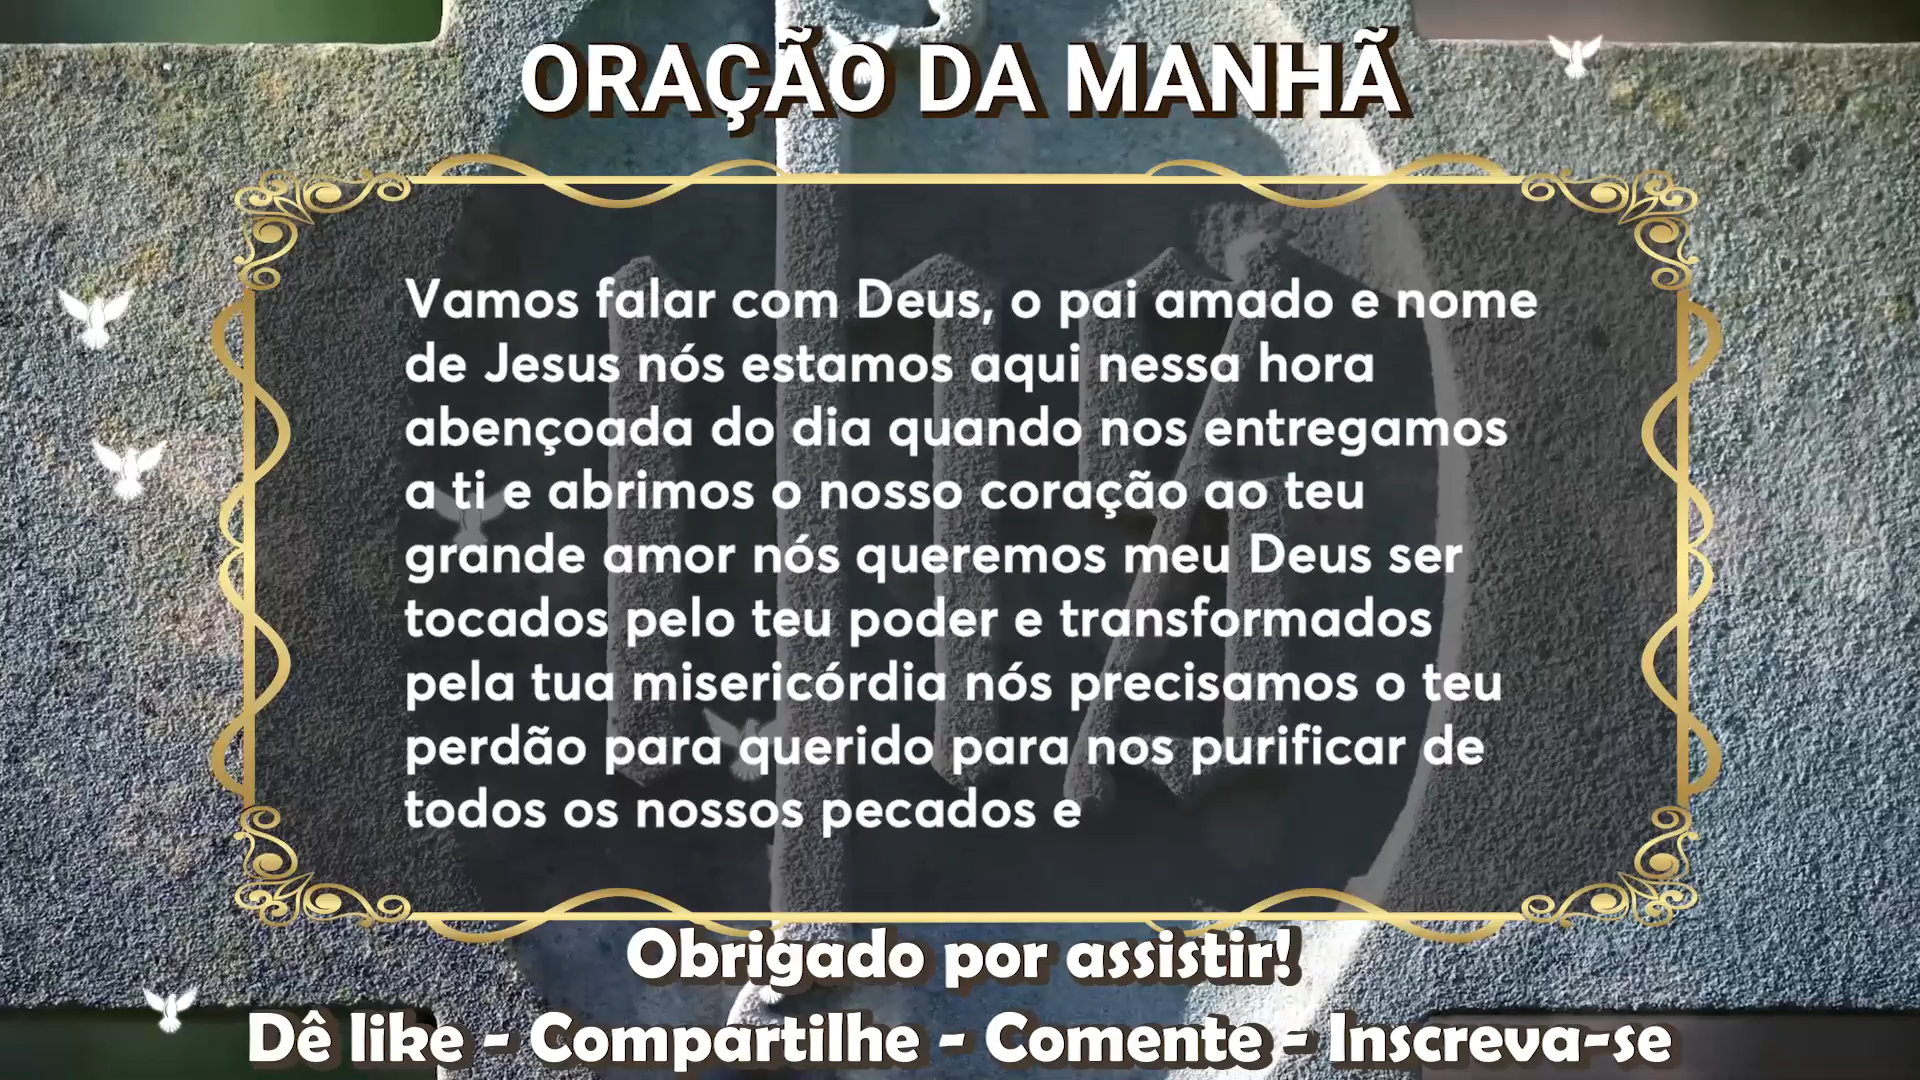 ORAÇÃO DA MANHÃ
Vamos falar com Deus, o pai amado e nome
de Jesus nós estamos aqui nessa hora
abençoada do dia quando nos entregamos
a ti e abrimos o nosso coração ao teu
grande amor nós queremos meu Deus ser
tocados pelo teu poder e transformados
pela tua misericórdia nós precisamos o teu
perdão para querido para nos purificar de
todos os nossos pecados e
Obrigado por assistir!
Dê like - Compartilhe - Comente - Inscreva-se